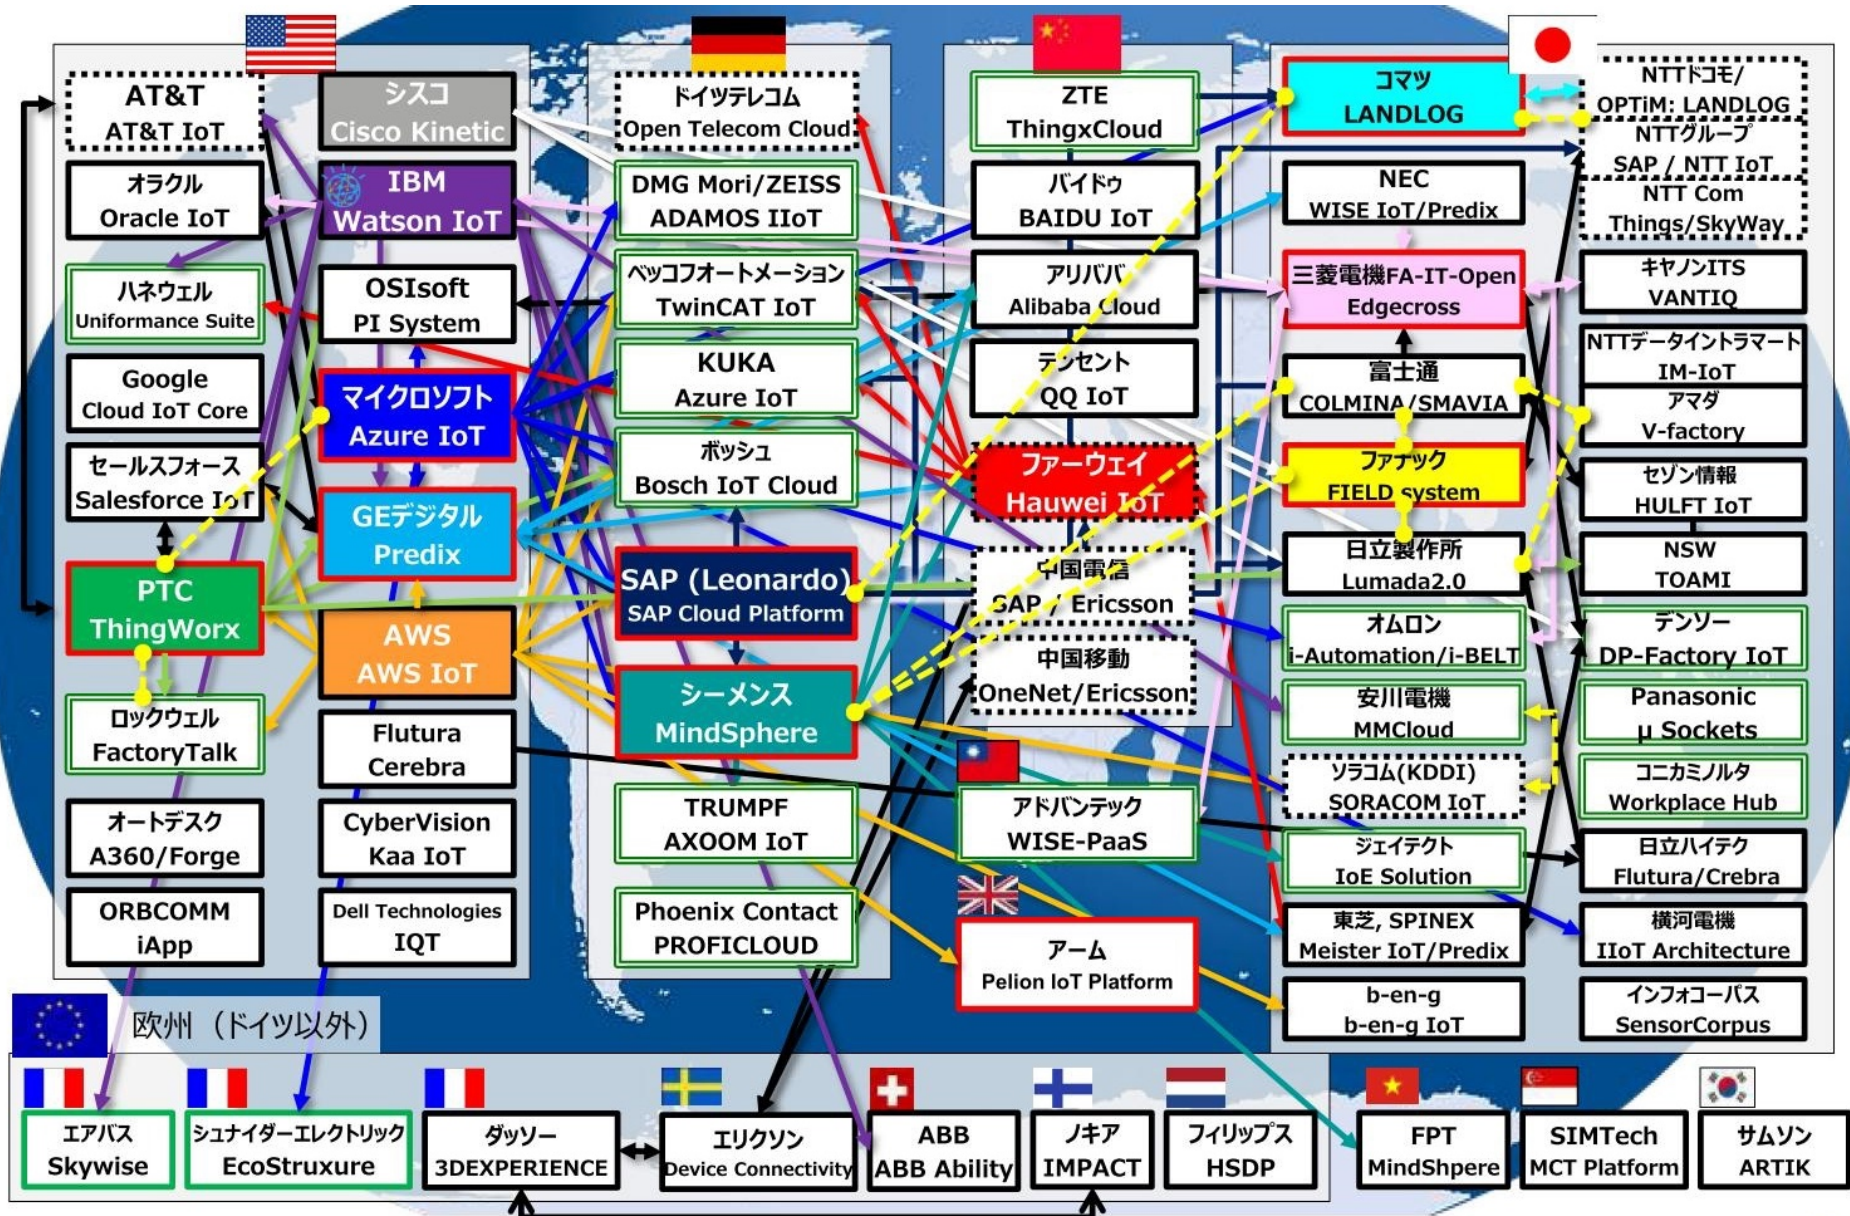 AT&T
AT&T IoT
オラクル
Oracle IoT
ハネウェル
Uniformance Suite
Google
Cloud IoT Core
セールスフォース
Salesforce IoT
PTC
ThingWorx
ロックウェル
FactoryTalk
オートデスク
A360/Forge
ORBCOMM
iApp
シスコ
Cisco Kinetic
IBM
Watson IoT
OSIsoft
PI System
マイクロソフト
Azure IoT
GEデジタル
Predix
AWS
AWS IoT
Flutura
Cerebra
CyberVision
Kaa IoT
Dell Technologies
IQT
ドイツテレコム
Open Telecom Cloud
DMG Mori/ZEISS
ADAMOS IIoT
ベッコフオートメーション
TwinCAT IoT
KUKA
Azure IoT
ボッシュ
Bosch IoT Cloud
SAP (Leonardo)
SAP Cloud Platform
シーメンス
MindSphere
TRUMPF
AXOOM IoT
Phoenix Contact
PROFICLOUD
ZTE
ThingxCloud
バイドゥ
BAIDU IoT
アリババ
Alibaba Cloud
テンセント
QQ IoT
ファーウェイ
Hauwei IoT
中国電信
SAP / Ericsson
中国移動
OneNet/Ericsson
アドバンテック
WISE-PaaS
アーム
Pelion IoT Platform
コマツ
LANDLOG
NEC
WISE IoT/Predix
三菱電機FA-IT-Open
Edgecross
富士通
COLMINA/SMAVIA
ファナック
FIELD system
日立製作所
Lumada2.0
オムロン
i-Automation/i-BELT
安川電機
MMCloud
ソラコム(KDDI)
SORACOM IoT
ジェイテクト
IoE Solution
東芝, SPINEX
Meister IoT/Predix
b-en-g
b-en-g IoT
NTTドコモ/
OPTiM: LANDLOG
NTTグループ
SAP / NTT IoT
NTT Com
Things/SkyWay
キヤノンITS
VANTIQ
NTTデータイントラマート
IM-IoT
アマダ
V-factory
セゾン情報
HULFT IoT
NSW
TOAMI
デンソー
DP-Factory IoT
Panasonic
μ Sockets
コニカミノルタ
Workplace Hub
日立ハイテク
Flutura/Crebra
横河電機
IIoT Architecture
インフォコーパス
SensorCorpus
欧州（ドイツ以外）
エアバス
Skywise
シュナイダーエレクトリック
EcoStruxure
ダッソー
3DEXPERIENCE
エリクソン
Device Connectivity
ABB
ABB Ability
ノキア
IMPACT
フィリップス
HSDP
FPT
MindShpere
SIMTech
MCT Platform
サムソン
ARTIK